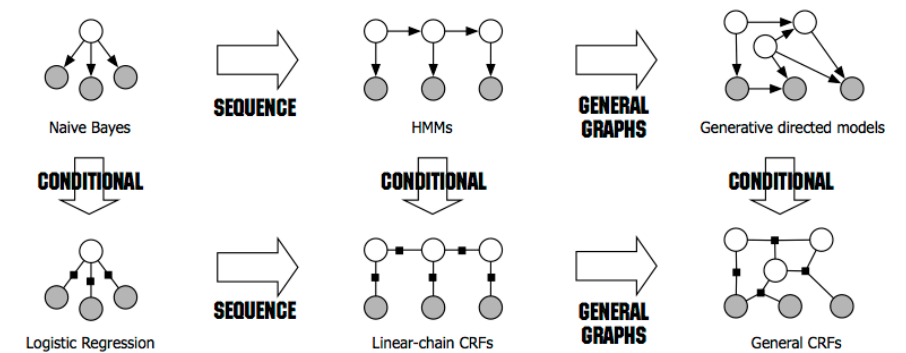 SEQUENCE
GENERAL
GRAPHS
Naive Bayes
HMMs
Generative directed models
CONDITIONAL
CONDITIONAL
CONDITIONAL
SEQUENCE
GENERAL
GRAPHS
Logistic Regression
Linear-chain CRFs
General CRFs